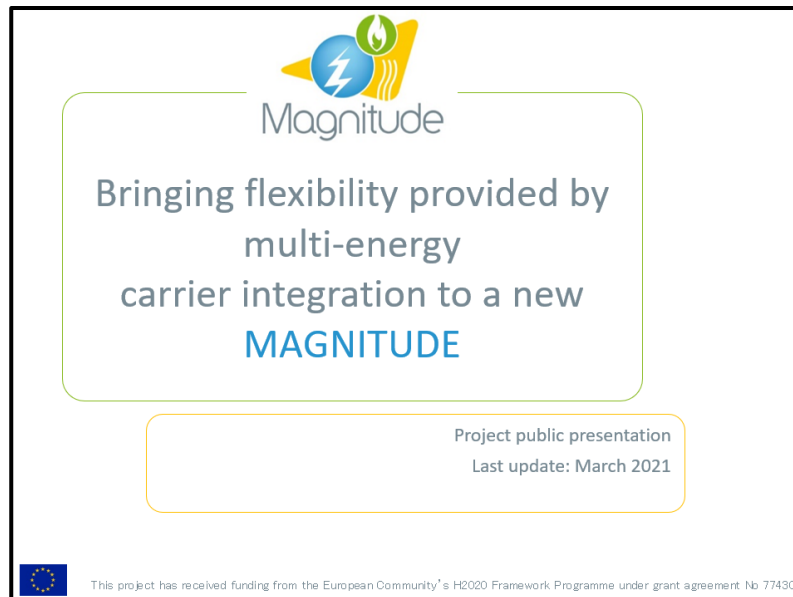 Magnitude
Bringing flexibility provided by
multi-energy
carrier integration to a new
MAGNITUDE
Project public presentation
Last update: March 2021
This project has received funding from the European Community's H2020 Framework Programme under grant agreement No 77430